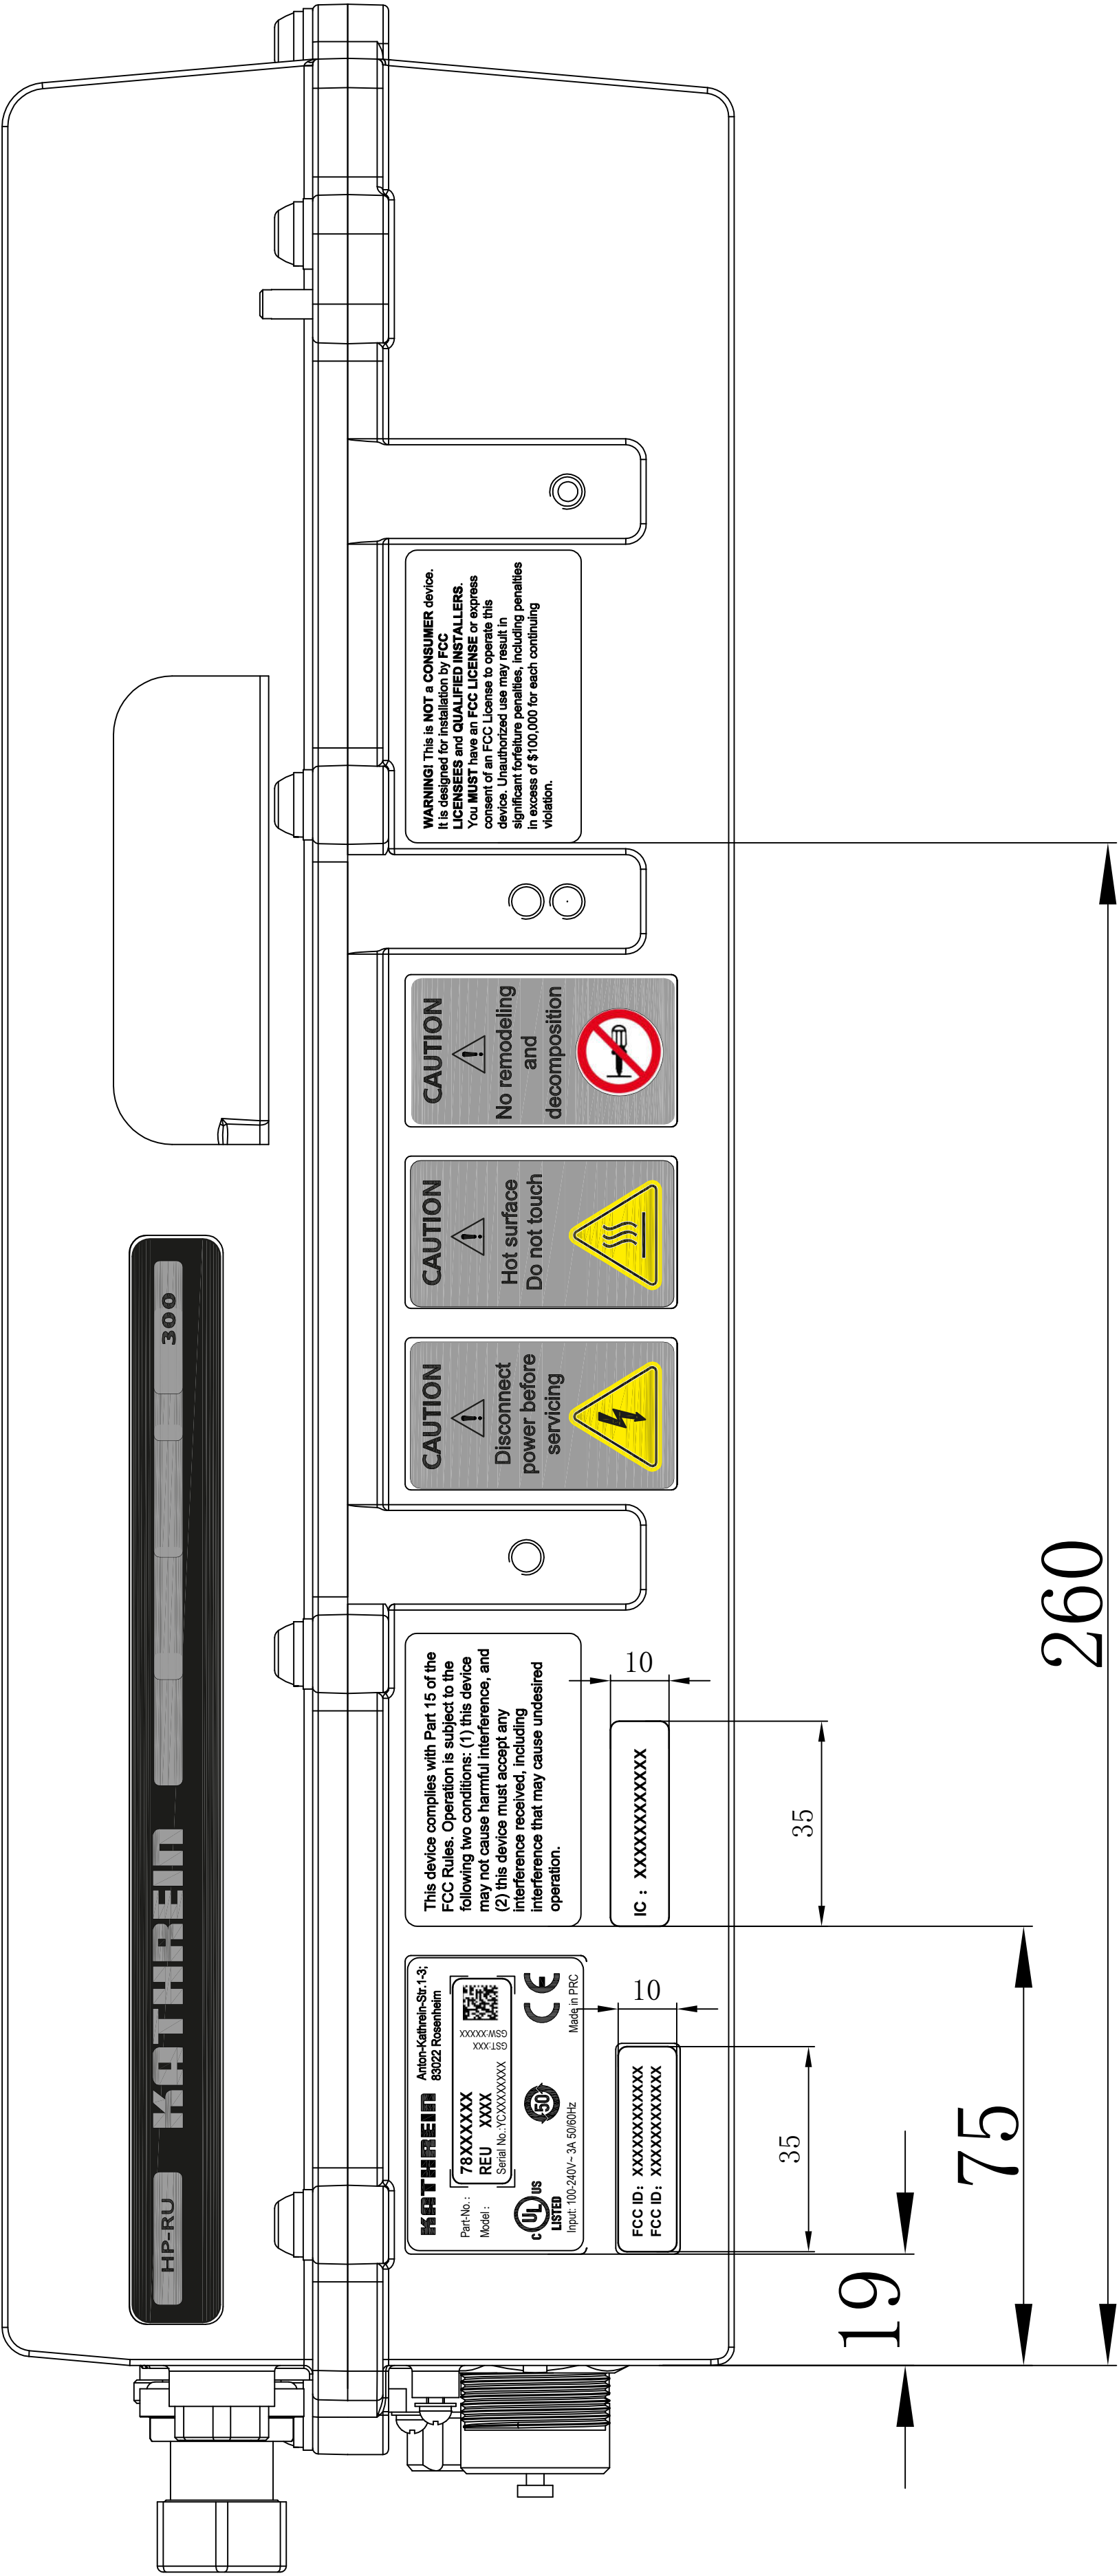 HP-RU
KATHREIN
300
KATHREIN
Anton-Kathrein-Str.1-3;
83022 Rosenheim
Part-No.:
78XXXXXX
Model:
REU XXXX
Serial No.:YCXXXXXXXXX
GST:XXX
GSW:XXXXX
C UL US
LISTED
50
CE
Input: 100-240V~ 3A 50/60Hz
Made in PRC
FCC ID: XXXXXXXXXXXXX
FCC ID: XXXXXXXXXXXXX
This device complies with Part 15 of the
FCC Rules. Operation is subject to the
following two conditions: (1) this device
may not cause harmful interference, and
(2) this device must accept any
interference received, including
interference that may cause undesired
operation.
IC : XXXXXXXXXXXXX
CAUTION
Disconnect
power before
servicing
CAUTION
Hot surface
Do not touch
CAUTION
No remodeling
and
decomposition
WARNING! This is NOT a CONSUMER device.
It is designed for installation by FCC
LICENSEES and QUALIFIED INSTALLERS.
You MUST have an FCC LICENSE or express
consent of an FCC License to operate this
device. Unauthorized use may result in
significant forfeiture penalties, including penalties
in excess of $100,000 for each continuing
violation.
10
35
10
35
19
75
260